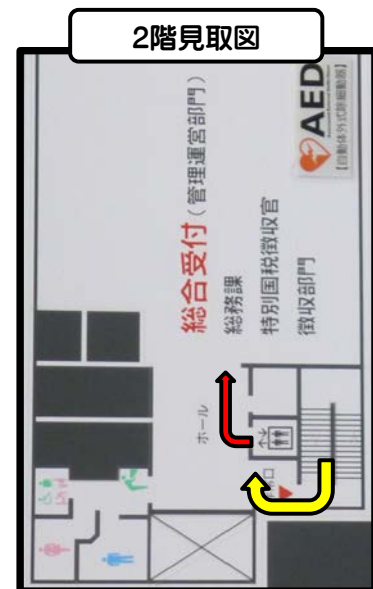 2階見取図
総合受付(管理運営部門)
総務課
特別国税徴収官
徴収部門
AED
【自動体外式除細動器】
ホール